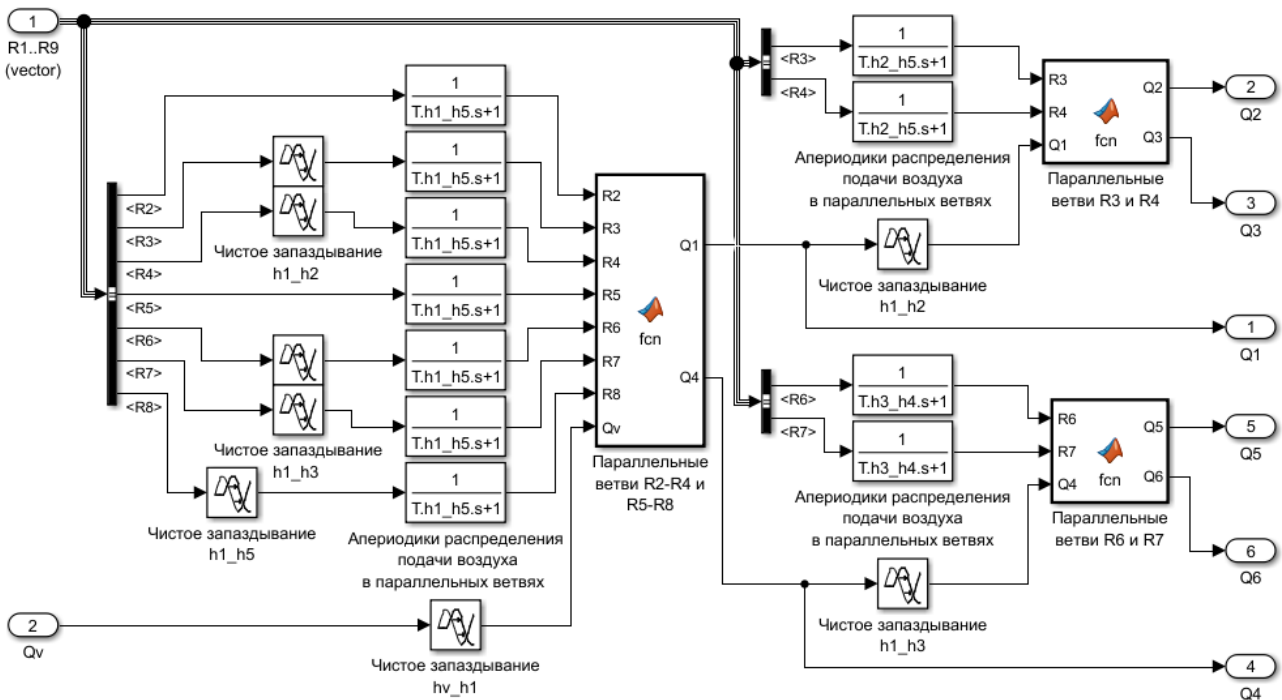 1
R1..R9
(vector)
<R2>
<R3>
<R4>
<R5>
<R6>
<R7>
<R8>
Чистое запаздывание
h1_h2
Чистое запаздывание
h1_h3
Чистое запаздывание
h1_h5
1
T.h1_h5.s+1
1
T.h1_h5.s+1
1
T.h1_h5.s+1
1
T.h1_h5.s+1
1
T.h1_h5.s+1
1
T.h1_h5.s+1
1
T.h1_h5.s+1
Апериодики распределения
подачи воздуха
в параллельных ветвях
2
Qv
Чистое запаздывание
hv_h1
R2
R3
R4
R5
R6
R7
R8
Qv
fcn
Q1
Q4
Параллельные
ветви R2-R4 и
R5-R8
<R3>
<R4>
1
T.h2_h5.s+1
1
T.h2_h5.s+1
Апериодики распределения
подачи воздуха
в параллельных ветвях
Чистое запаздывание
h1_h2
R3
R4
Q1
fcn
Q2
Q3
Параллельные
ветви R3 и R4
2
Q2
3
Q3
1
Q1
<R6>
<R7>
1
T.h3_h4.s+1
1
T.h3_h4.s+1
Апериодики распределения
подачи воздуха
в параллельных ветвях
Чистое запаздывание
h1_h3
R6
R7
Q4
fcn
Q5
Q6
Параллельные
ветви R6 и R7
5
Q5
6
Q6
4
Q4